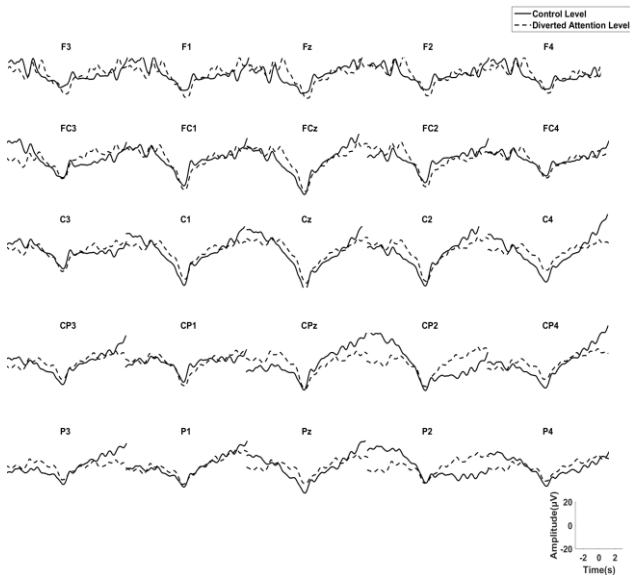 Control Level
Diverted Attention Level
F3 F1 Fz F2 F4
FC3 FC1 FCz FC2 FC4
C3 C1 Cz C2 C4
CP3 CP1 CPz CP2 CP4
P3 P1 Pz P2 P4
Amplitude(µV)
20
0
-20
-2 0 2
Time(s)